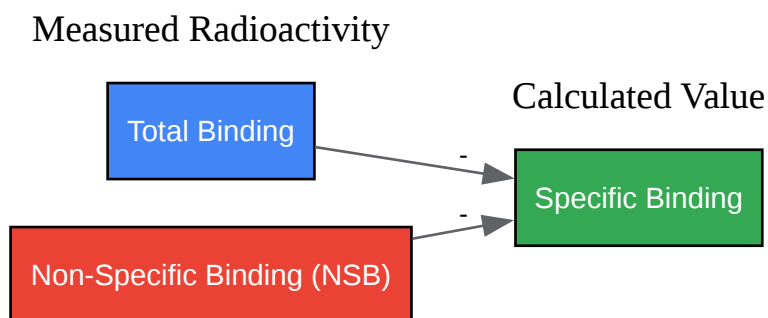 Measured Radioactivity
Total Binding
Calculated Value
-
Specific Binding
-
Non-Specific Binding (NSB)